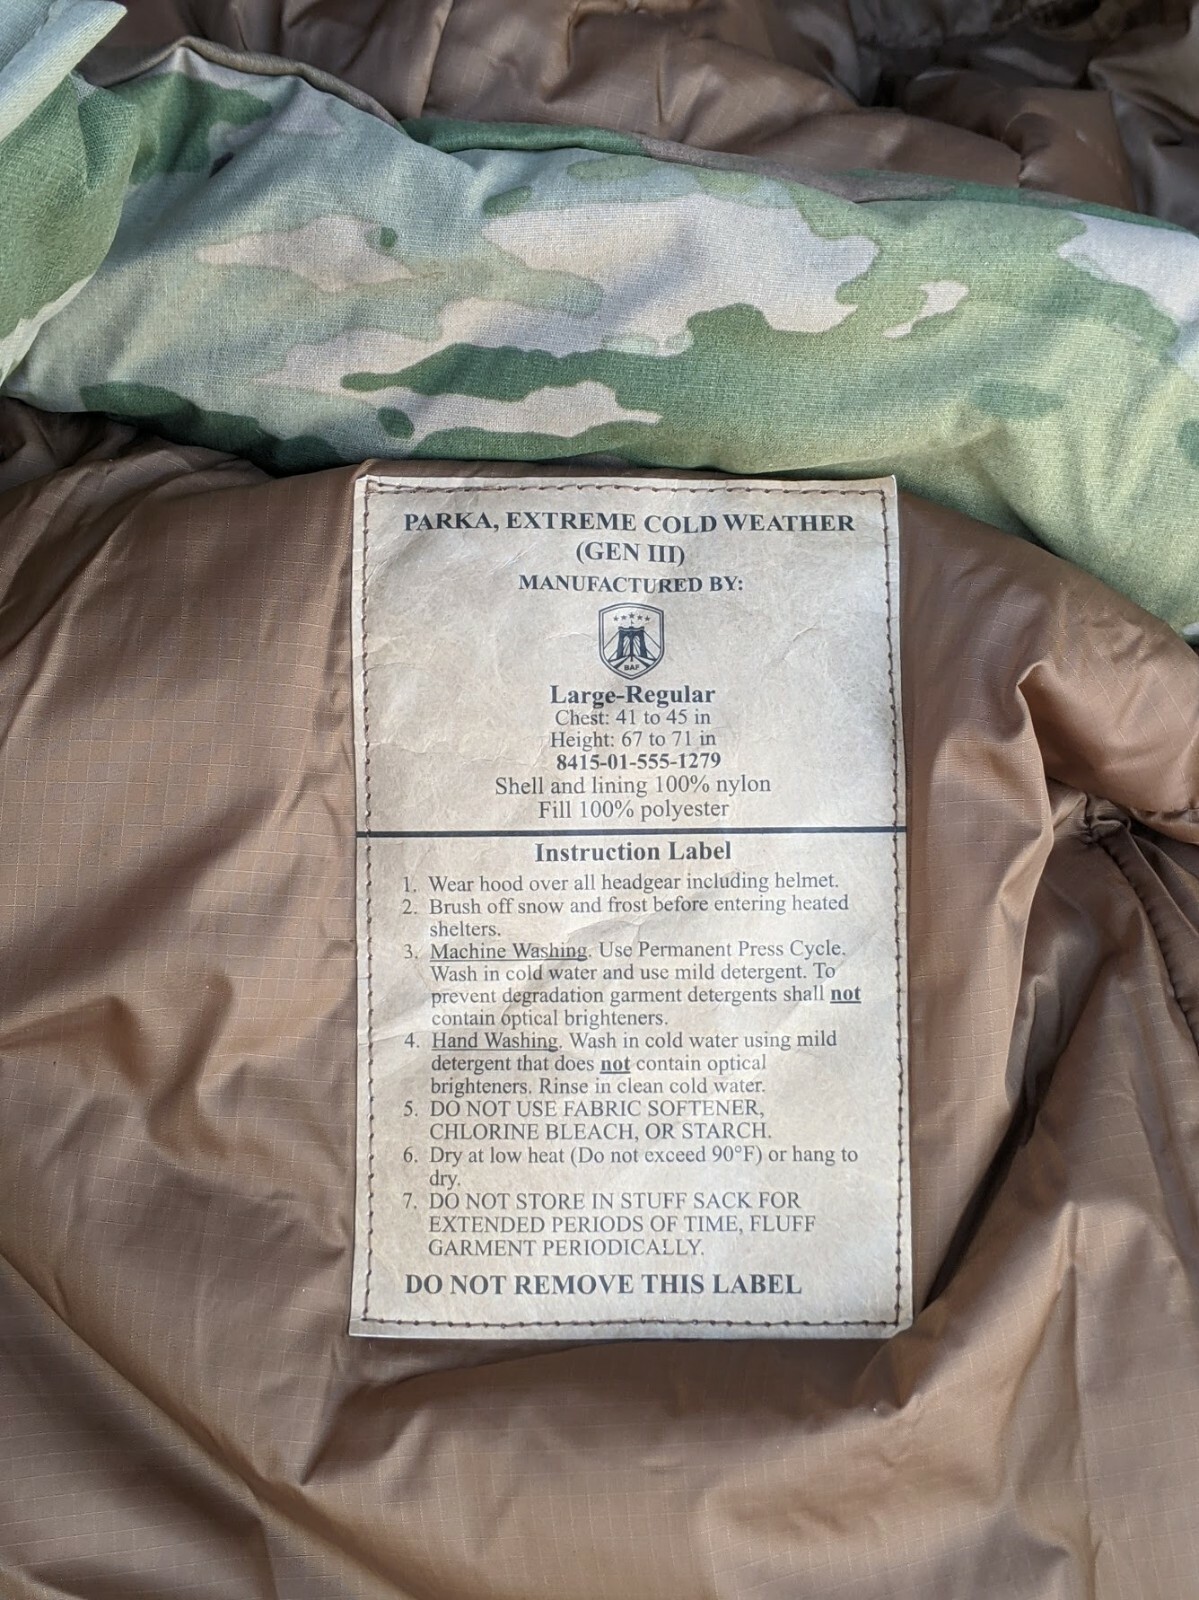 PARKA, EXTREME COLD WEATHER
(GEN III)
MANUFACTURED BY:
BAF
Large-Regular
Chest: 41 to 45 in
Height: 67 to 71 in
8415-01-555-1279
Shell and lining 100% nylon
Fill 100% polyester
Instruction Label
1. Wear hood over all headgear including helmet.
2. Brush off snow and frost before entering heated
shelters.
3. Machine Washing. Use Permanent Press Cycle.
Wash in cold water and use mild detergent. To
prevent degradation garment detergents shall not
contain optical brighteners.
4. Hand Washing. Wash in cold water using mild
detergent that does not contain optical
brighteners. Rinse in clean cold water.
5. DO NOT USE FABRIC SOFTENER,
CHLORINE BLEACH, OR STARCH.
6. Dry at low heat (Do not exceed 90°F) or hang to
dry.
7. DO NOT STORE IN STUFF SACK FOR
EXTENDED PERIODS OF TIME, FLUFF
GARMENT PERIODICALLY.
DO NOT REMOVE THIS LABEL